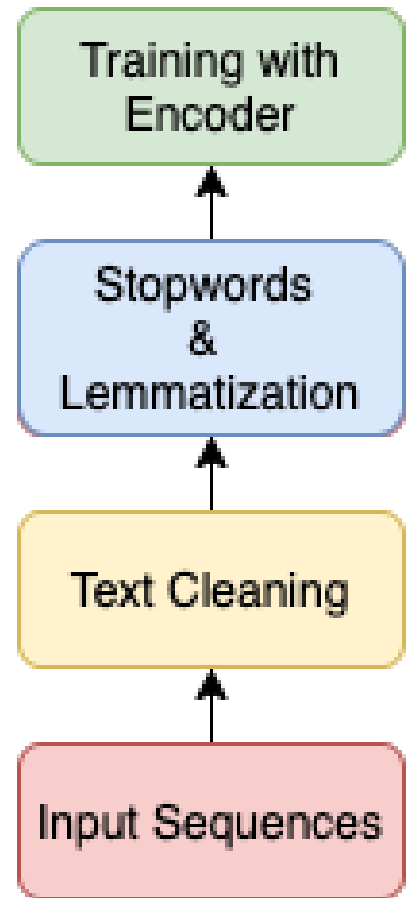 Training with
Encoder
Stopwords
&
Lemmatization
Text Cleaning
Input Sequences